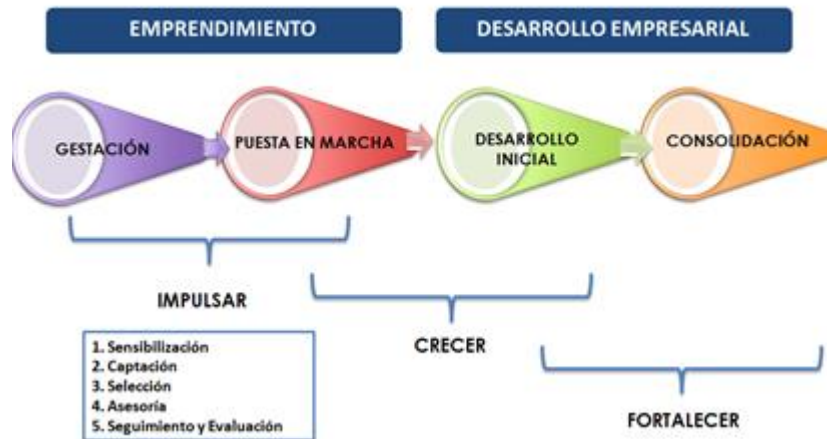 EMPRENDIMIENTO
DESARROLLO EMPRESARIAL
GESTACIÓN
PUESTA EN MARCHA
DESARROLLO
INICIAL
CONSOLIDACIÓN
IMPULSAR
CRECER
FORTALECER
1. Sensibilización
2. Captación
3. Selección
4. Asesoría
5. Seguimiento y Evaluación